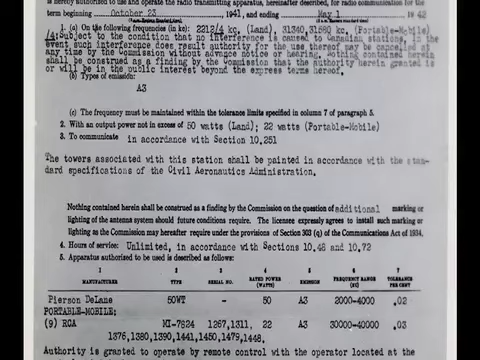 is hereby authorized to use and operate the radio transmitting apparatus, hereinafter described, for radio communication for the
term beginning October 23 1941, and ending May 1 1942
1. (a) On the following frequencies (in kc). 2212/4 kc, (Land), 31340,31580 kc, (Portable-Mobile)
/4:Subject to the condition that no interference is caused to Canadian stations, in the
event such interference does result authority for the use thereof may be cancelled at
any time by the Commission without advance notice or hearing. Nothing contained herein
shall be construed as a finding by the Commission that the authority herein granted is
or will be in the public interest beyond the express terms hereof.
(b) Types of emission:
A3
(c) The frequency must be maintained within the tolerance limits specified in column 7 of paragraph 5.
2. With an output power not in excess of 50 watts (Land); 22 watts (Portable-Mobile)
3. To communicate in accordance with Section 10.251
The towers associated with this station shall be painted in accordance with the stan-
dard specifications of the Civil Aeronautics Administration.
Nothing contained herein shall be construed as a finding by the Commission on the question of additional marking or
lighting of the antenna system should future conditions require. The licensee expressly agrees to install such marking or
lighting as the Commission may hereafter require under the provisions of Section 303 (q) of the Communications Act of 1934.
4. Hours of service: Unlimited, in accordance with Sections 10.48 and 10.72
5. Apparatus authorized to be used is described as follows:
1 2 3 4 5 6 7
MANUFACTURER TYPE SERIAL NO. RATED POWER (WATTS) EMISSION FREQUENCY RANGE (KC) TOLERANCE PER CENT
Pierson DeLane 50WT - 50 A3 2000-4000 .02
PORTABLE-MOBILE:
(9) RCA MI-7824 1267,1311, 22 A3 30000-40000 .03
1376,1380,1390,1441,1450,1479,1448.
Authority is granted to operate by remote control with the operator located at the